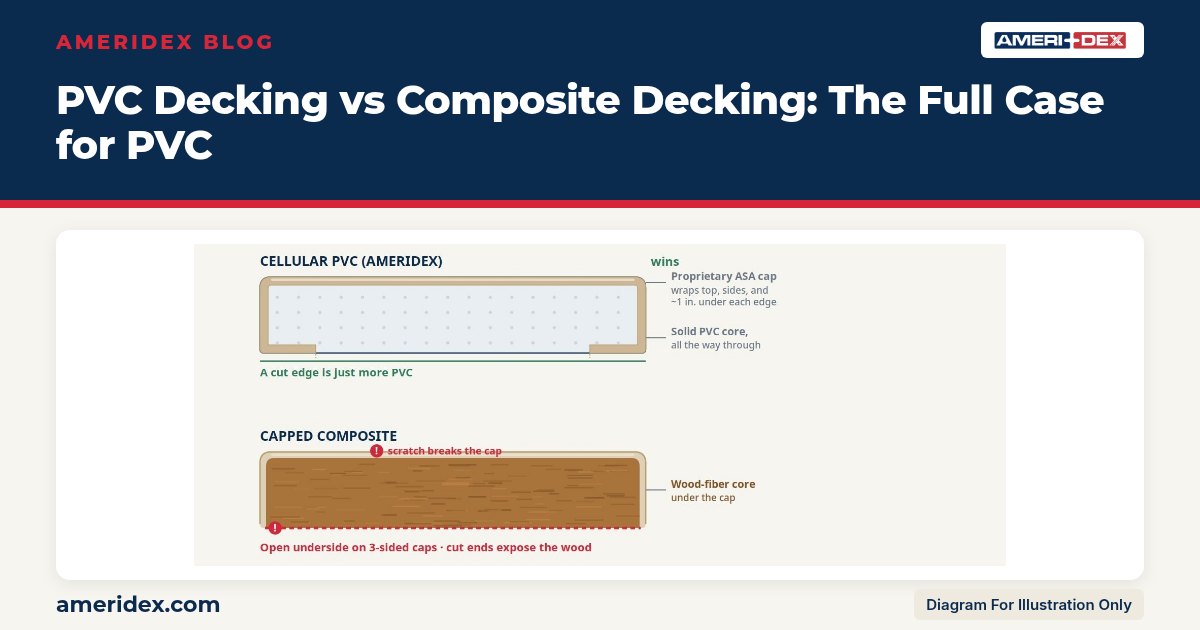 AMERIDEX BLOG
AMERI-DEX
PVC Decking vs Composite Decking: The Full Case
for PVC
CELLULAR PVC (AMERIDEX)
wins
Proprietary ASA cap
wraps top, sides, and
~1 in. under each edge
Solid PVC core,
all the way through
A cut edge is just more PVC
CAPPED COMPOSITE
! scratch breaks the cap
Wood-fiber core
under the cap
!
Open underside on 3-sided caps · cut ends expose the wood
ameridex.com
Diagram For Illustration Only